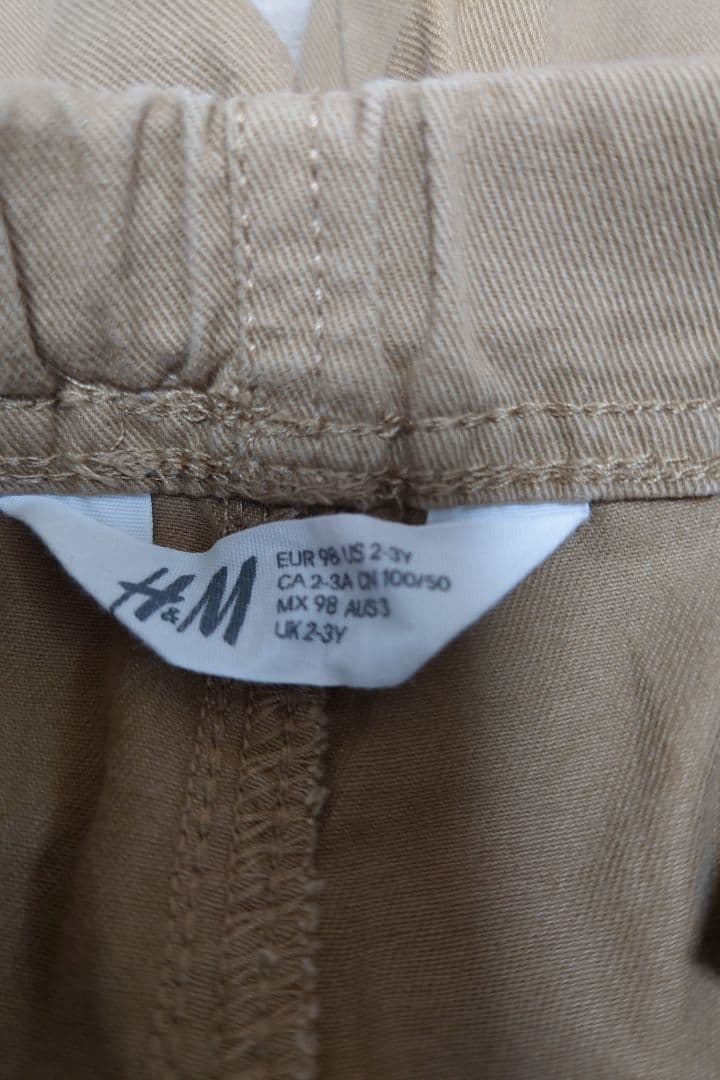 H&M
EUR 98 US 2-3Y
CA 2-3A CN 100/50
MX 98 AUS 3
UK 2-3Y